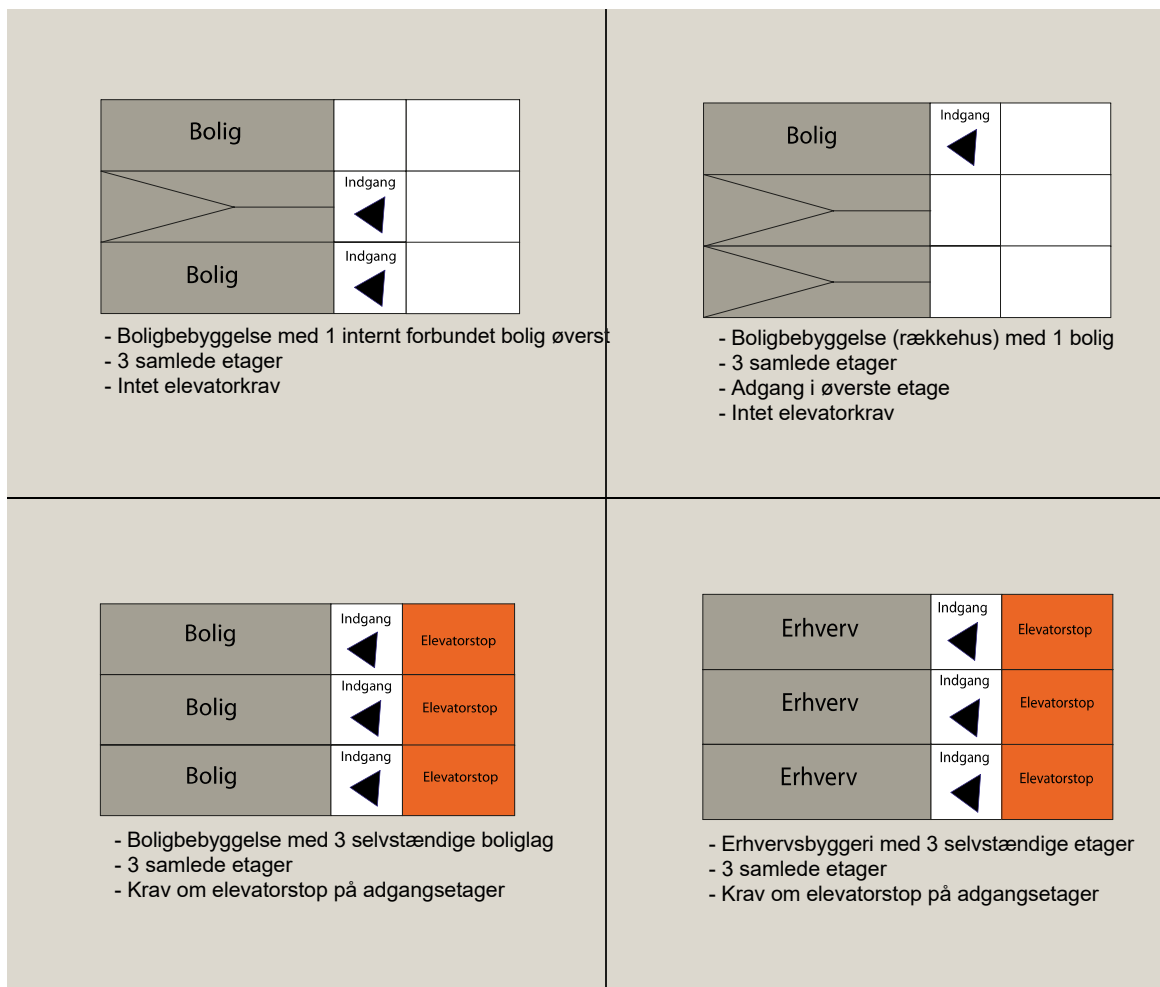 Bolig
Indgang
Bolig
Indgang
- Boligbebyggelse med 1 internt forbundet bolig øverst
- 3 samlede etager
- Intet elevatorkrav
Bolig
Indgang
- Boligbebyggelse (rækkehus) med 1 bolig
- 3 samlede etager
- Adgang i øverste etage
- Intet elevatorkrav
Bolig
Indgang
Elevatorstop
Bolig
Indgang
Elevatorstop
Bolig
Indgang
Elevatorstop
- Boligbebyggelse med 3 selvstændige boliglag
- 3 samlede etager
- Krav om elevatorstop på adgangsetager
Erhverv
Indgang
Elevatorstop
Erhverv
Indgang
Elevatorstop
Erhverv
Indgang
Elevatorstop
- Erhvervsbyggeri med 3 selvstændige etager
- 3 samlede etager
- Krav om elevatorstop på adgangsetager